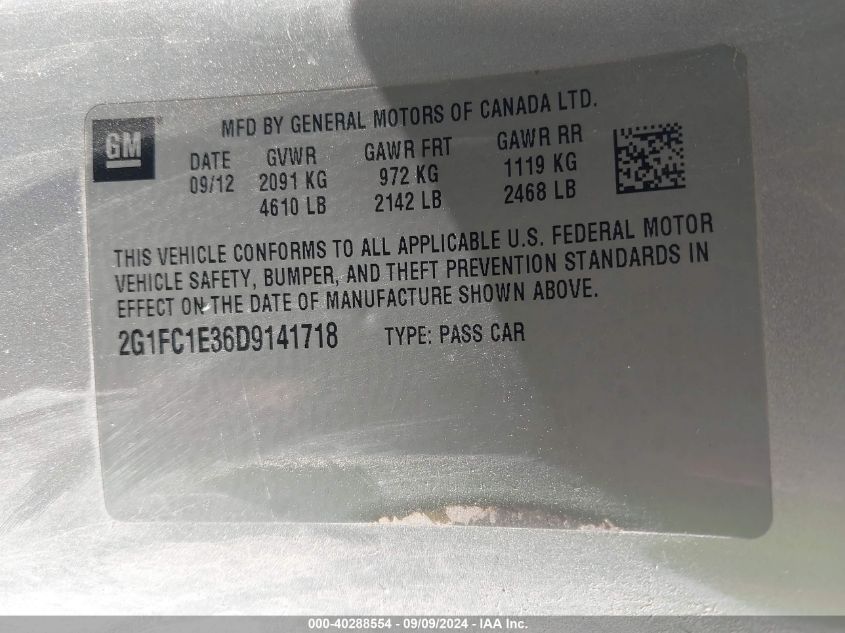 GM
MFD BY GENERAL MOTORS OF CANADA LTD.
DATE GVWR GAWR FRT GAWR RR
09/12 2091 KG 972 KG 1119 KG
4610 LB 2142 LB 2468 LB
THIS VEHICLE CONFORMS TO ALL APPLICABLE U.S. FEDERAL MOTOR
VEHICLE SAFETY, BUMPER, AND THEFT PREVENTION STANDARDS IN
EFFECT ON THE DATE OF MANUFACTURE SHOWN ABOVE.
2G1FC1E36D9141718 TYPE: PASS CAR
000-40288554 - 09/09/2024 - IAA Inc.